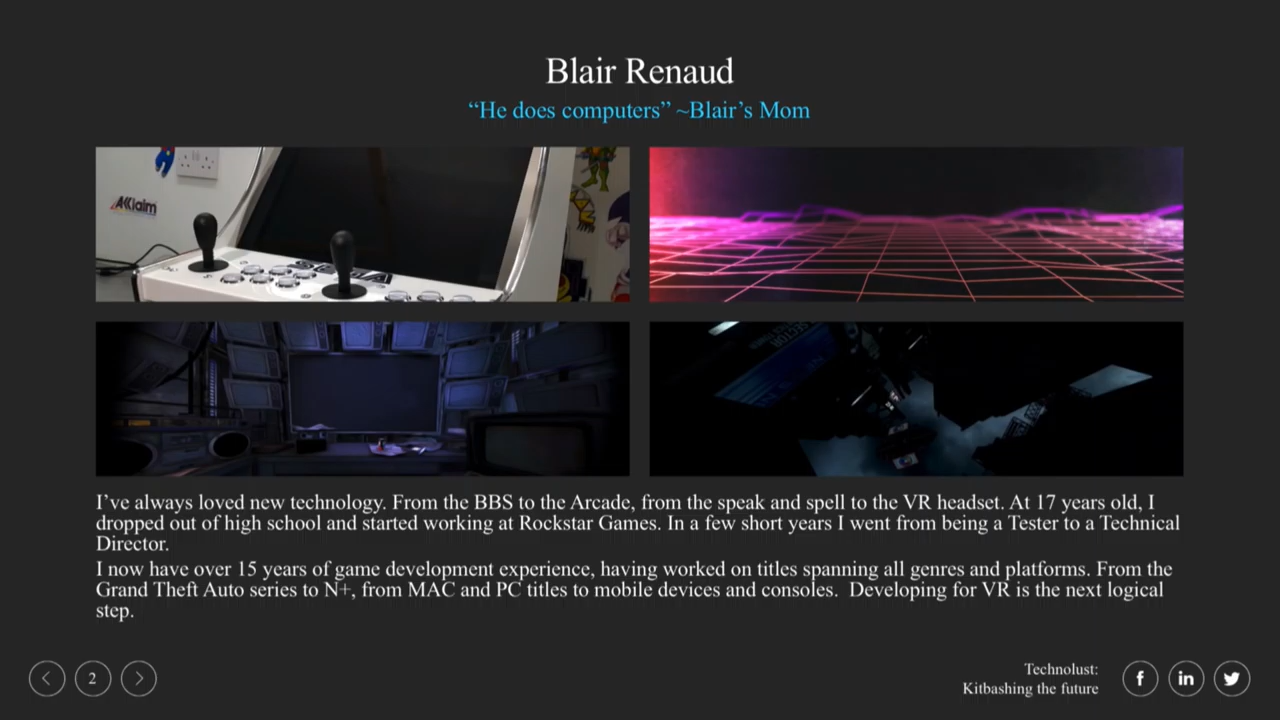 Blair Renaud
“He does computers” ~Blair’s Mom
AKlaim
SEGA
SECTOR
I’ve always loved new technology. From the BBS to the Arcade, from the speak and spell to the VR headset. At 17 years old, I
dropped out of high school and started working at Rockstar Games. In a few short years I went from being a Tester to a Technical
Director.
I now have over 15 years of game development experience, having worked on titles spanning all genres and platforms. From the
Grand Theft Auto series to N+, from MAC and PC titles to mobile devices and consoles.  Developing for VR is the next logical
step.
2
Technolust:
Kitbashing the future
f
in